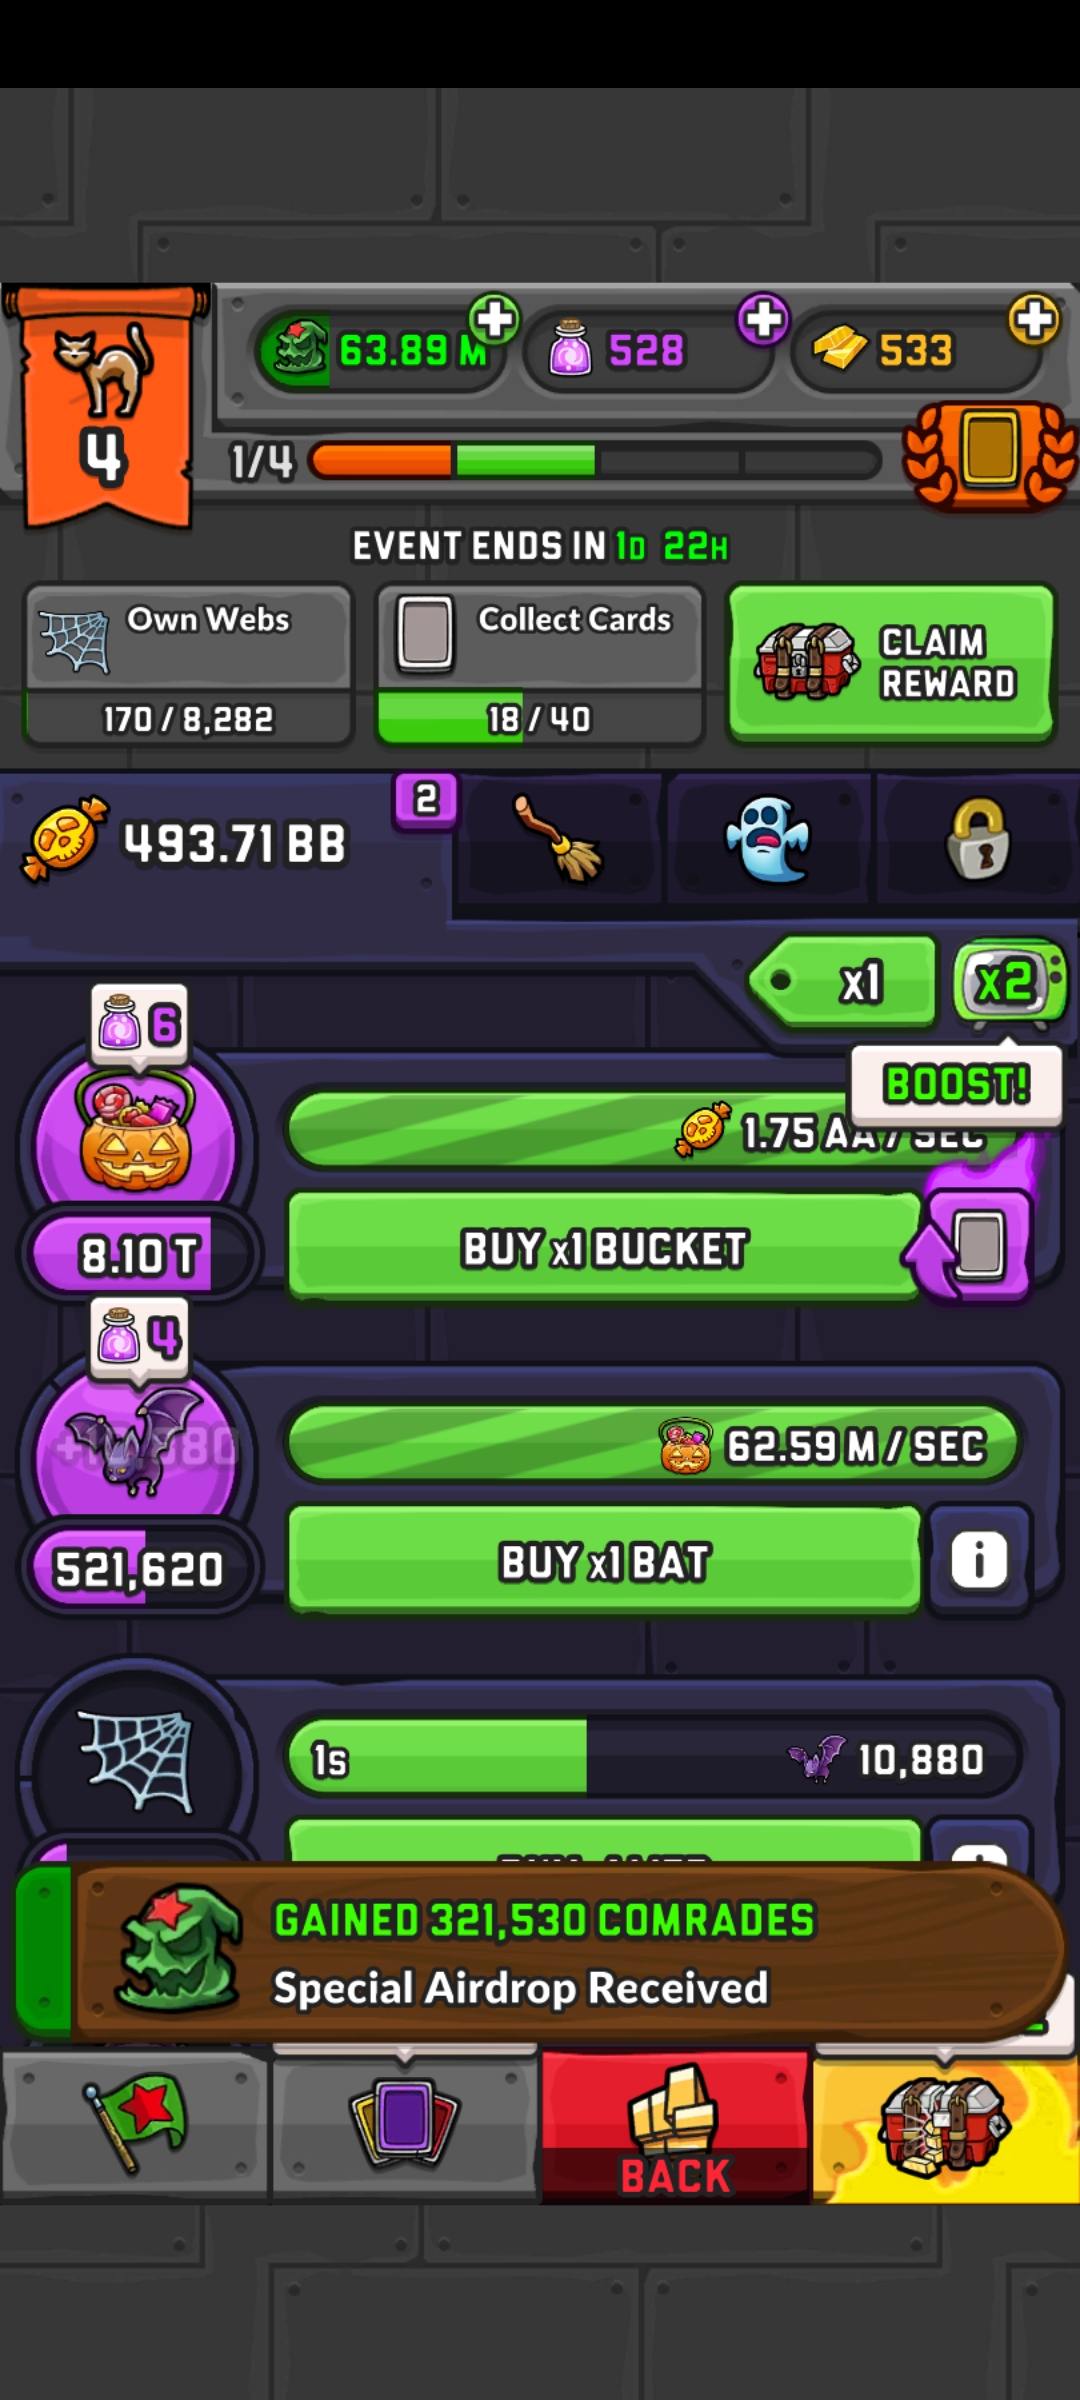 63.89 M
528
533
4
1/4
EVENT ENDS IN 1D 22H
Own Webs
170 / 8,282
Collect Cards
18 / 40
CLAIM
REWARD
493.71 BB
2
x1
x2
BOOST!
6
1.75 AA / SEC
8.10 T
BUY x1 BUCKET
4
62.59 M / SEC
521,620
BUY x1 BAT
i
1s
10,880
GAINED 321,530 COMRADES
Special Airdrop Received
BACK